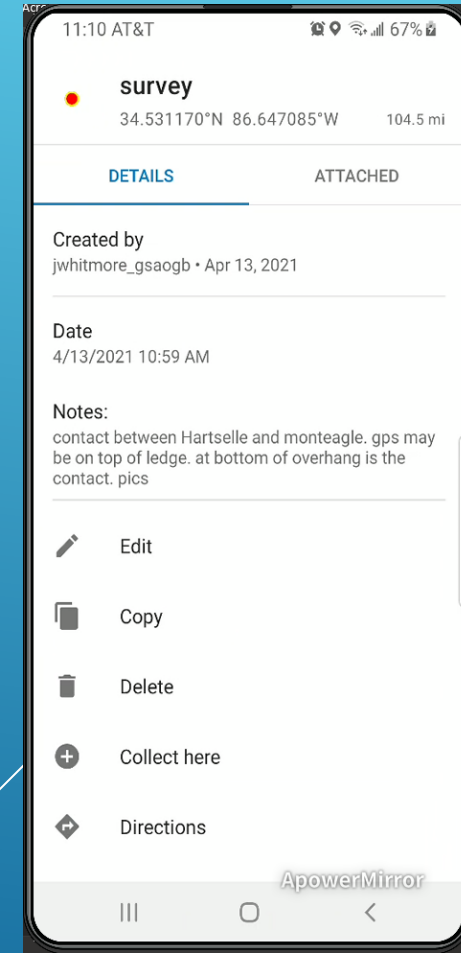 Acre
11:10 AT&T 67%
survey
34.531170°N 86.647085°W 104.5 mi
DETAILS ATTACHED
Created by
jwhitmore_gsaogb • Apr 13, 2021
Date
4/13/2021 10:59 AM
Notes:
contact between Hartselle and monteagle. gps may
be on top of ledge. at bottom of overhang is the
contact. pics
Edit
Copy
Delete
Collect here
Directions
ApowerMirror